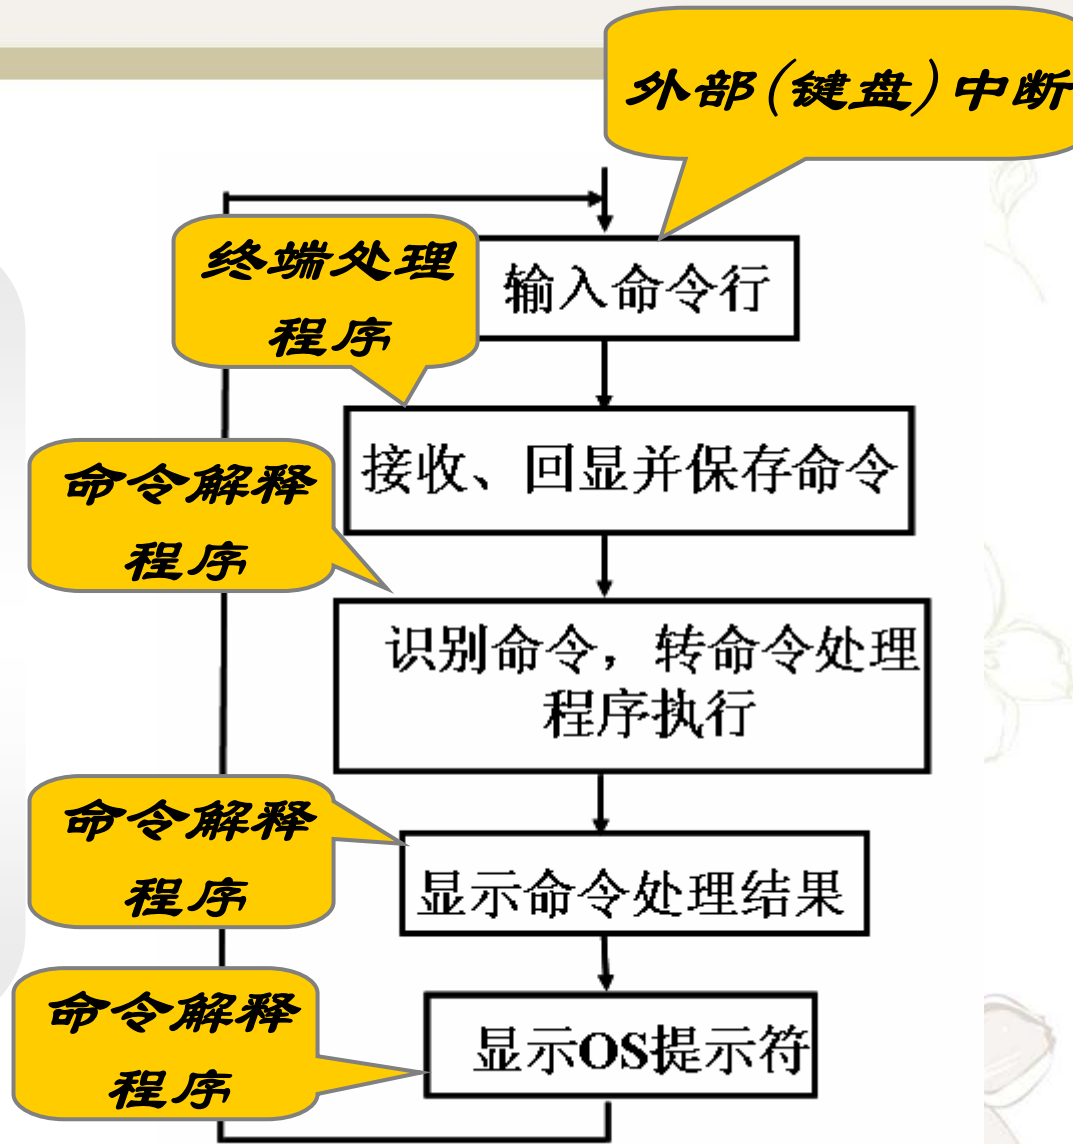 外部(键盘)中断
终端处理
程序
输入命令行
接收、回显并保存命令
命令解释
程序
识别命令，转命令处理
程序执行
命令解释
程序
显示命令处理结果
命令解释
程序
显示OS提示符